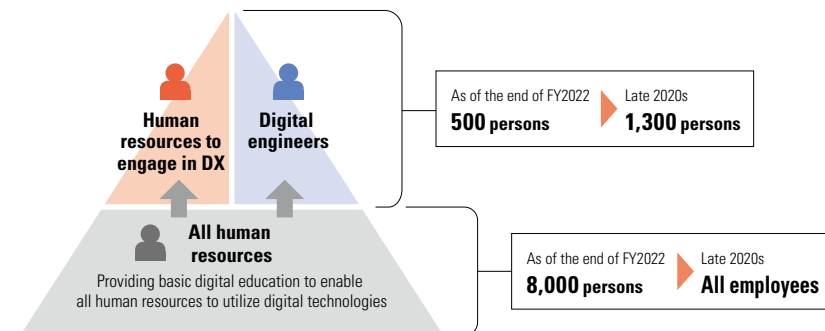 Human
resources to
engage in DX
Digital
engineers
As of the end of FY2022
500 persons
Late 2020s
1,300 persons
All human
resources
Providing basic digital education to enable
all human resources to utilize digital technologies
As of the end of FY2022
8,000 persons
Late 2020s
All employees